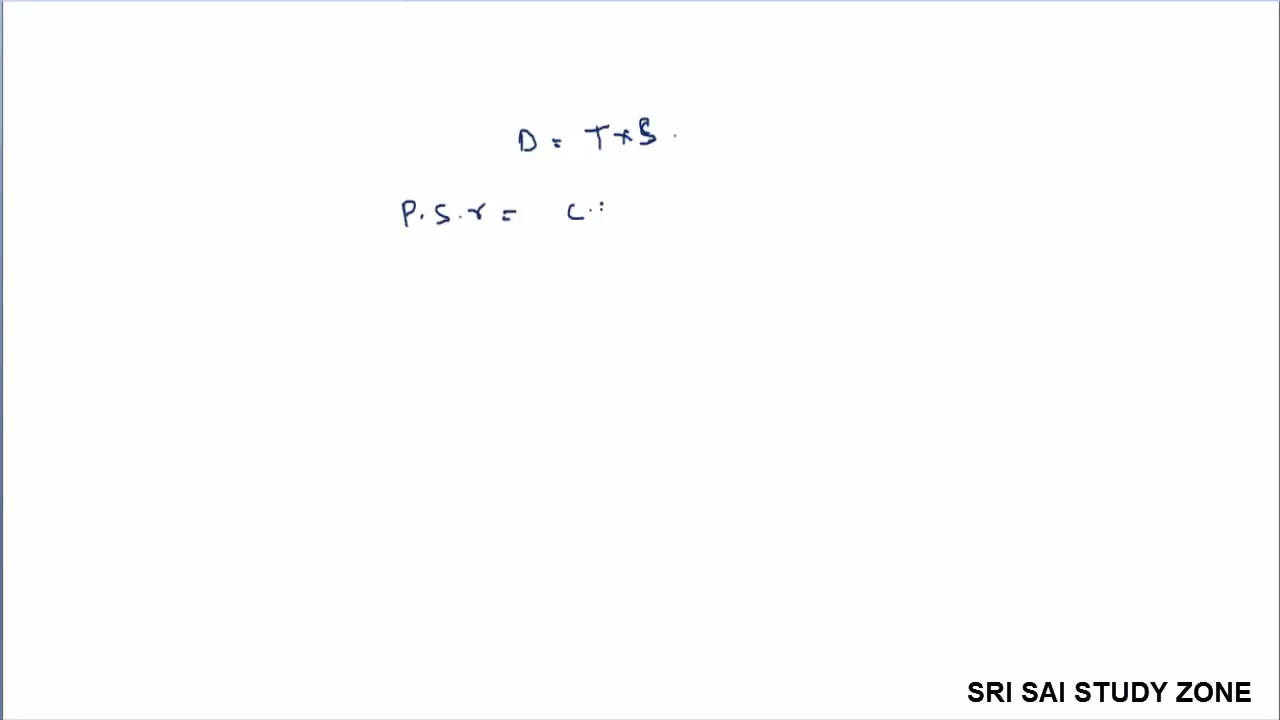 D = T × S .
P. S. r = C. :
SRI SAI STUDY ZONE